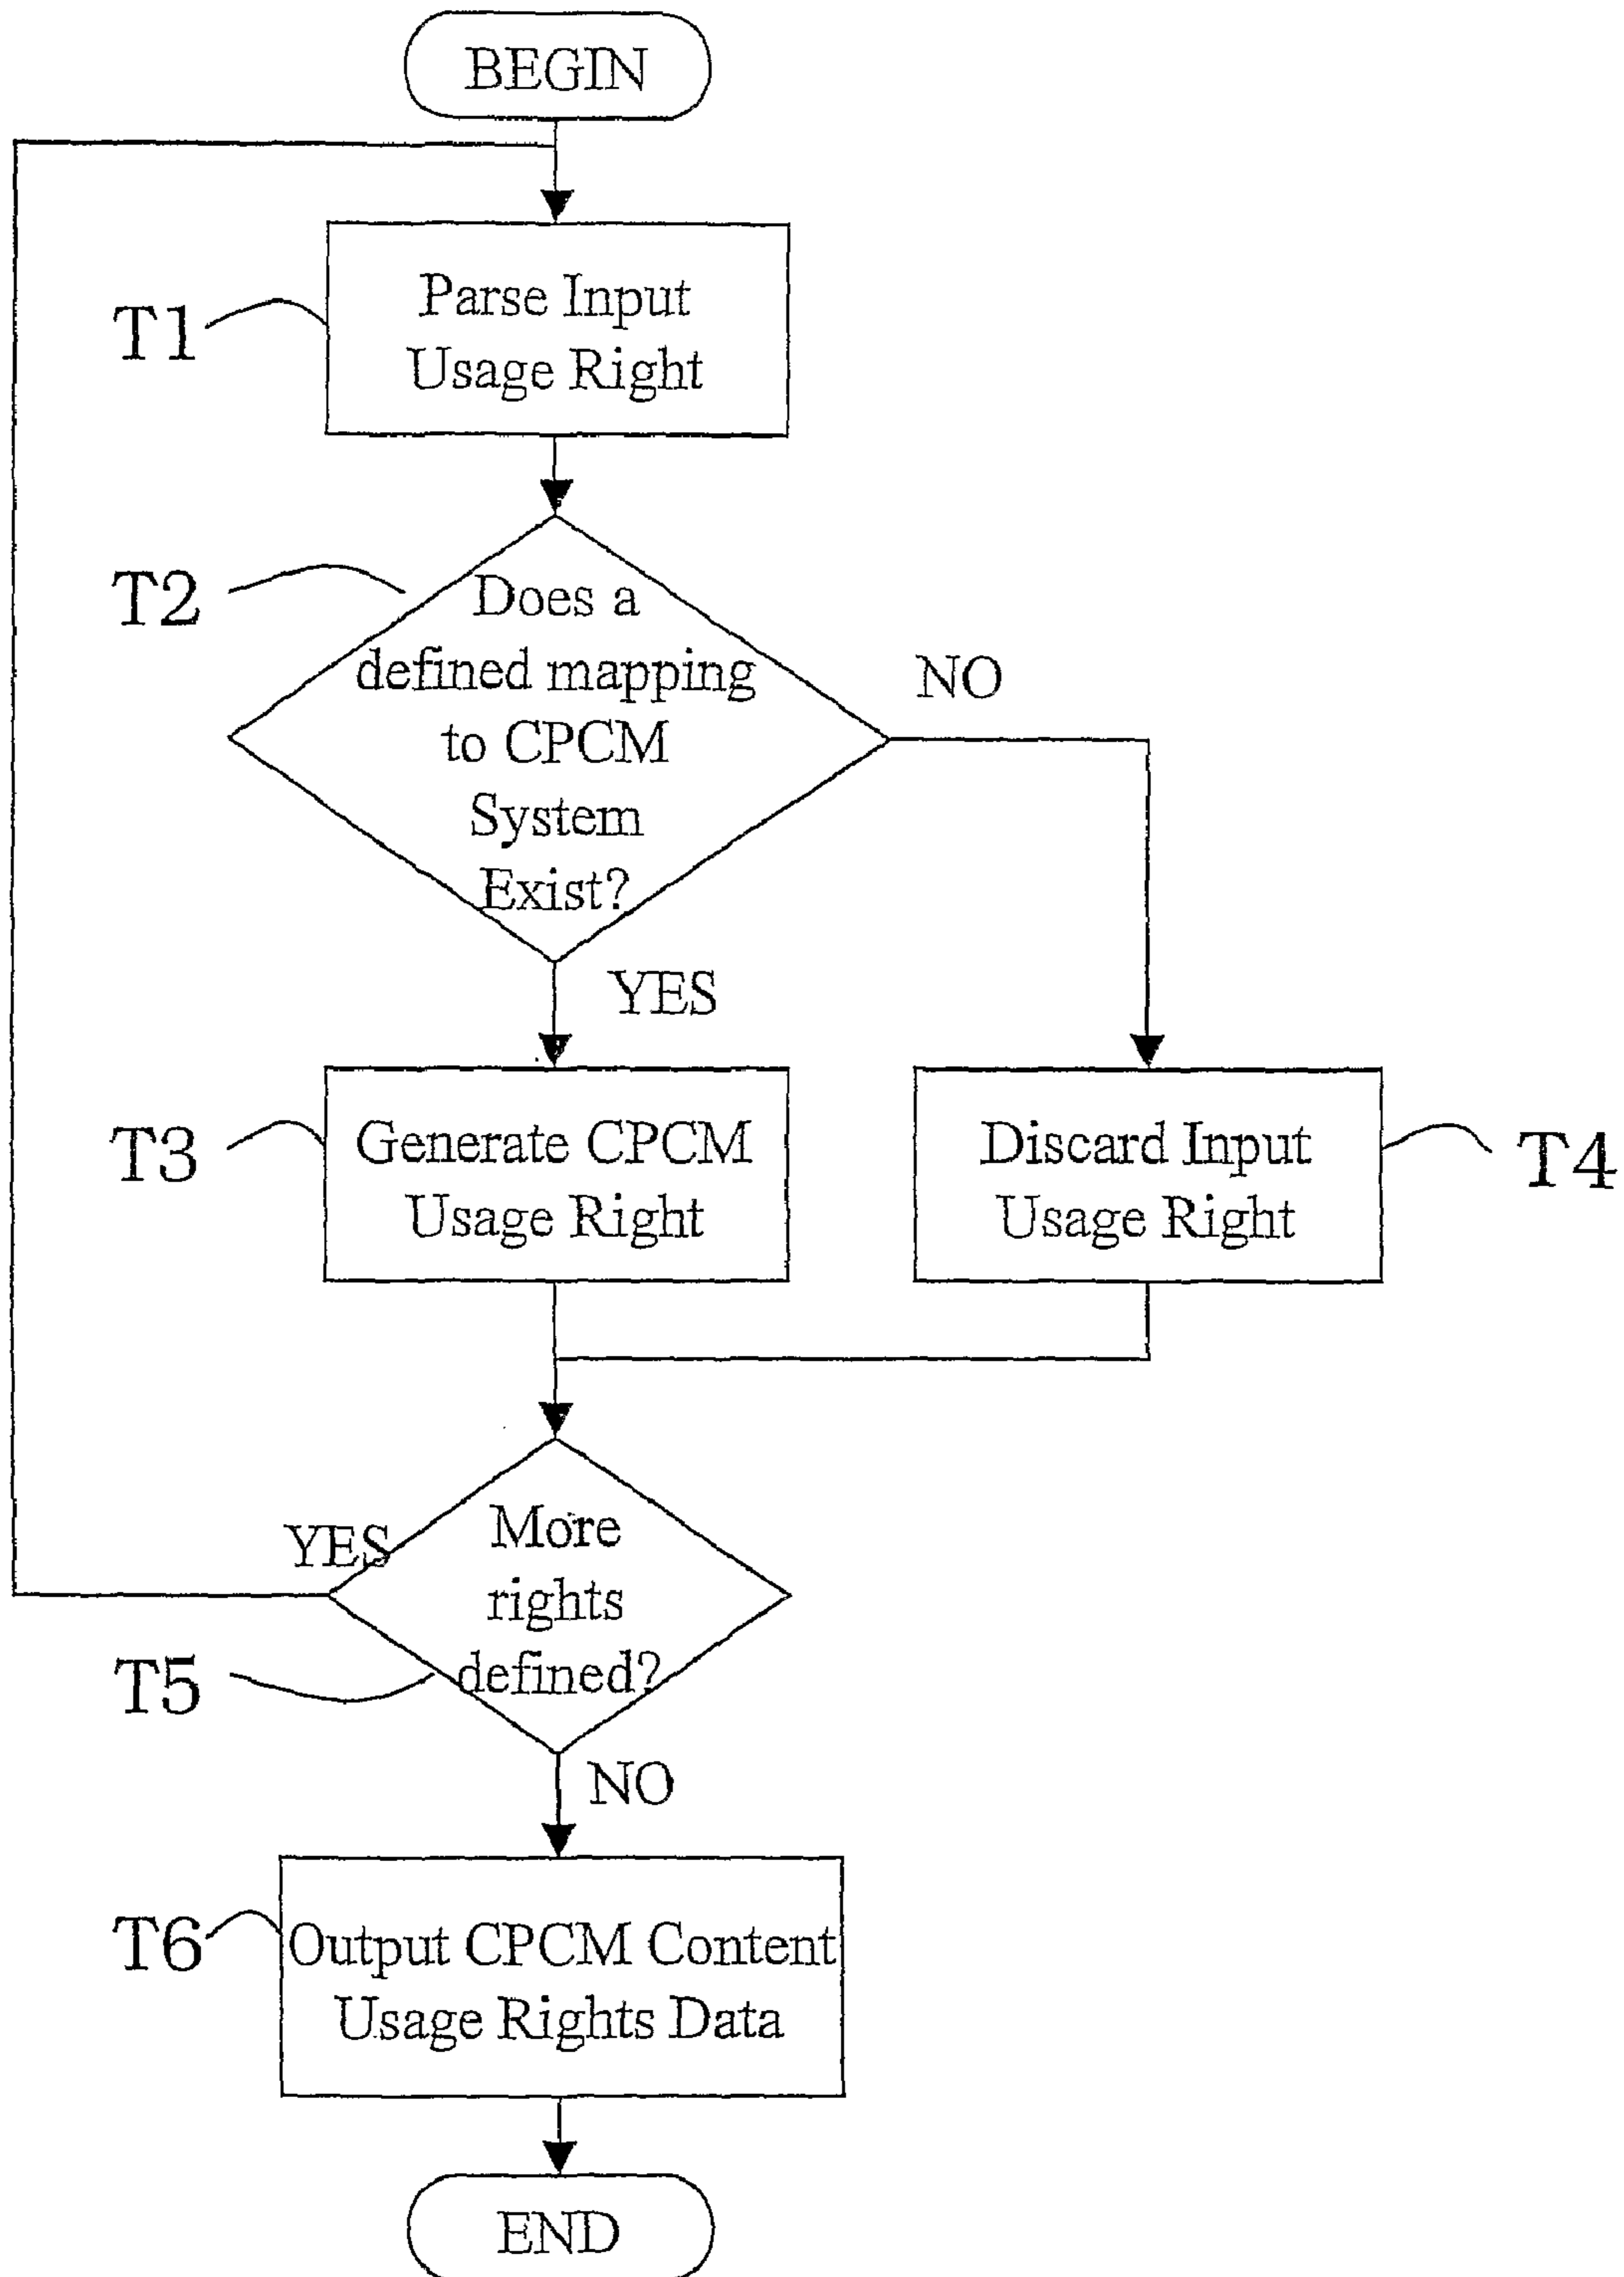 BEGIN
T1
Parse Input
Usage Right
T2
Does a
defined mapping
to CPCM
System
Exist?
NO
YES
T3
Generate CPCM
Usage Right
Discard Input
Usage Right
T4
YES
More
rights
defined?
T5
NO
T6
Output CPCM Content
Usage Rights Data
END